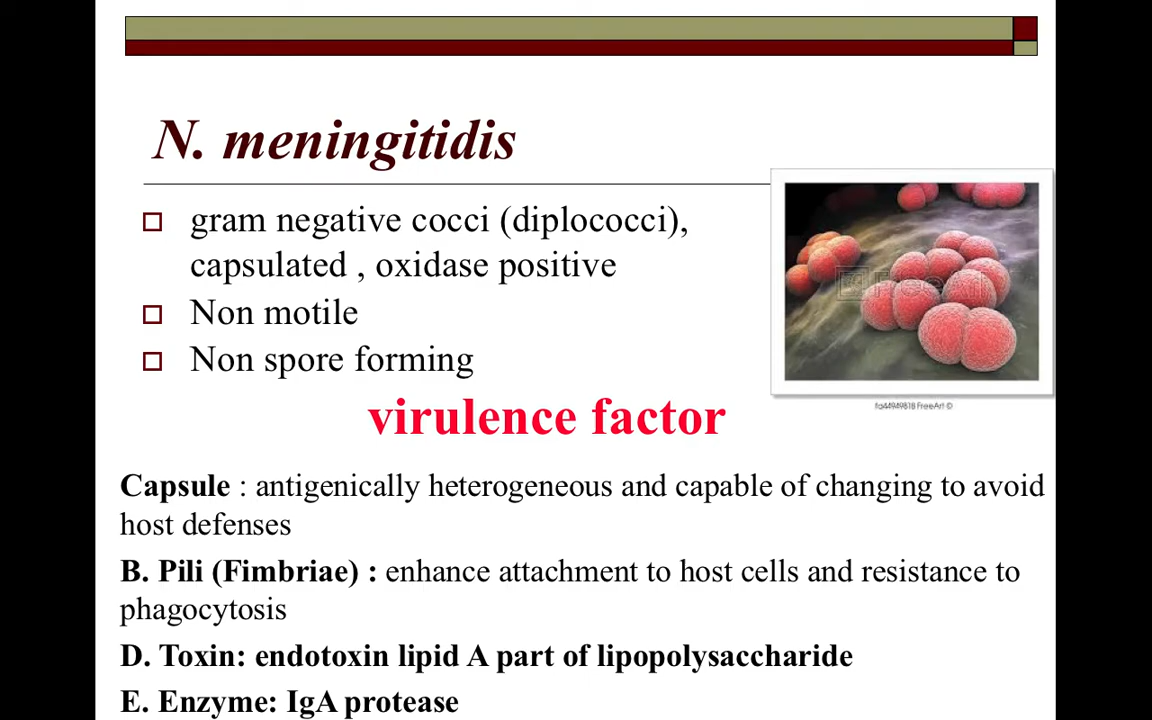 N. meningitidis
gram negative cocci (diplococci),
capsulated , oxidase positive
Non motile
Non spore forming
fa44949818 FreeArt ©
virulence factor
Capsule : antigenically heterogeneous and capable of changing to avoid
host defenses
B. Pili (Fimbriae) : enhance attachment to host cells and resistance to
phagocytosis
D. Toxin: endotoxin lipid A part of lipopolysaccharide
E. Enzyme: IgA protease